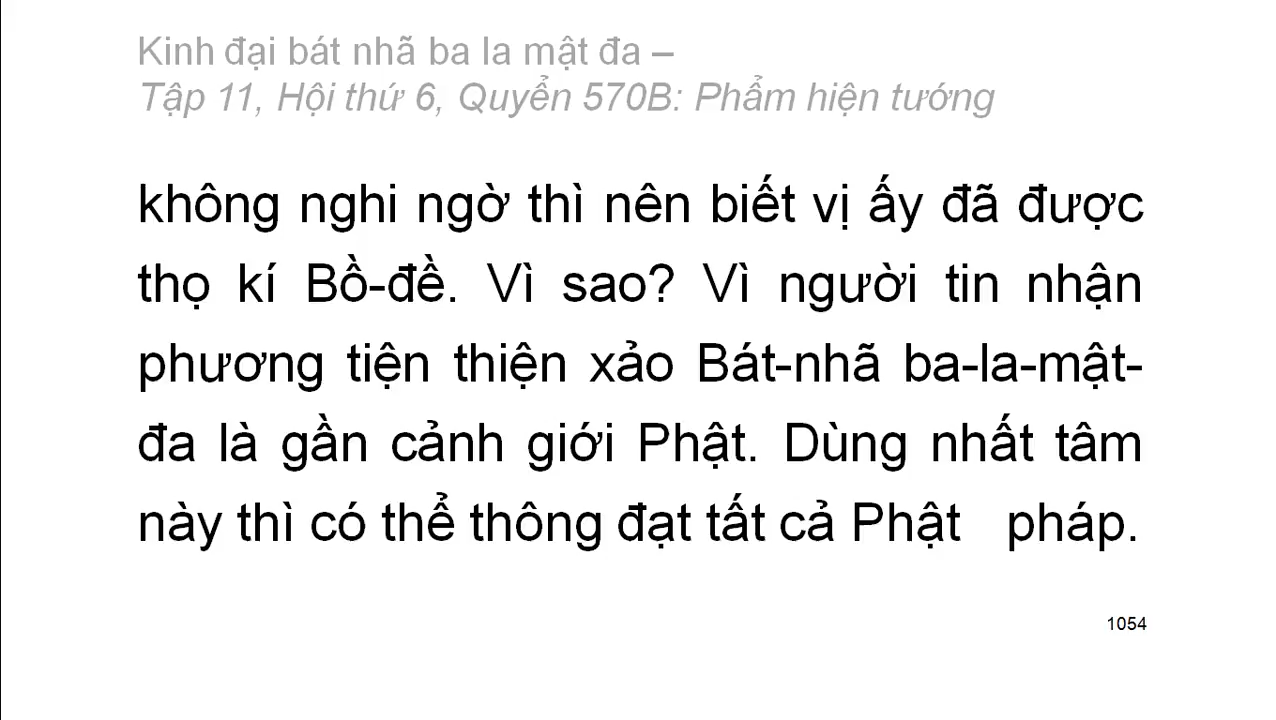 Kinh đại bát nhã ba la mật đa –
Tập 11, Hội thứ 6, Quyển 570B: Phẩm hiện tướng
không nghi ngờ thì nên biết vị ấy đã được
thọ kí Bồ-đề. Vì sao? Vì người tin nhận
phương tiện thiện xảo Bát-nhã ba-la-mật-
đa là gần cảnh giới Phật. Dùng nhất tâm
này thì có thể thông đạt tất cả Phật pháp.
1054